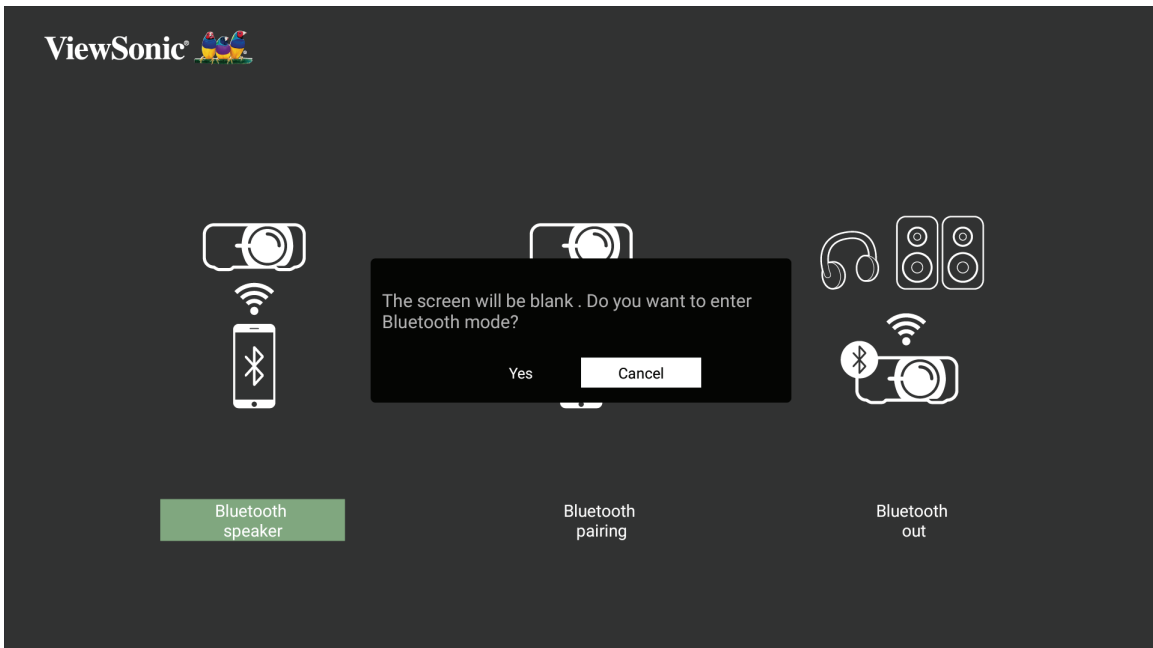 ViewSonic®
The screen will be blank . Do you want to enter
Bluetooth mode?
Yes
Cancel
Bluetooth
speaker
Bluetooth
pairing
Bluetooth
out